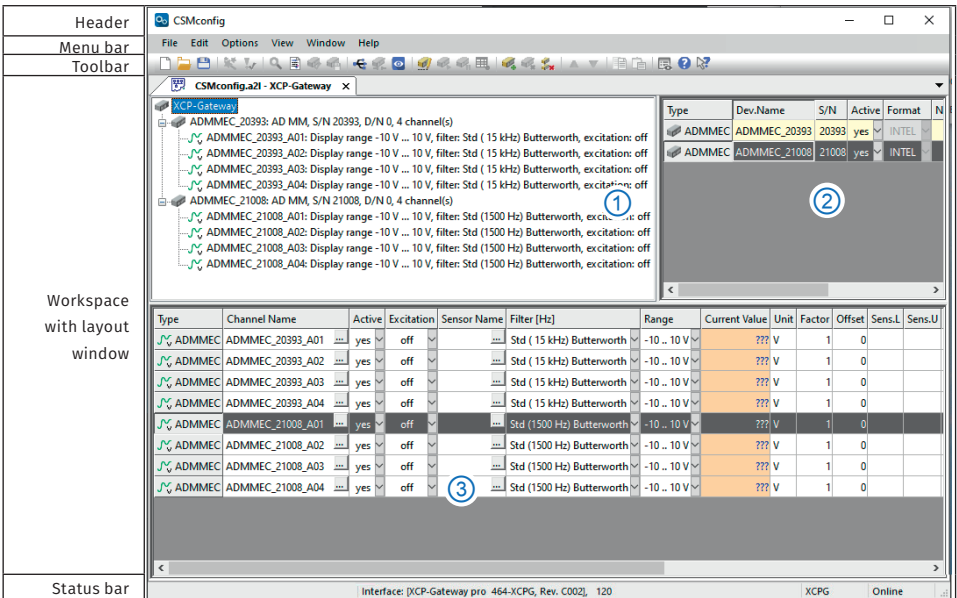 Header
CSMconfig
Menu bar
File Edit Options View Window Help
Toolbar
CSMconfig.a2l - XCP-Gateway
XCP-Gateway
ADMMEC_20393: AD MM, S/N 20393, D/N 0, 4 channel(s)
ADMMEC_20393_A01: Display range -10 V ... 10 V, filter: Std ( 15 kHz) Butterworth, excitation: off
ADMMEC_20393_A02: Display range -10 V ... 10 V, filter: Std ( 15 kHz) Butterworth, excitation: off
ADMMEC_20393_A03: Display range -10 V ... 10 V, filter: Std ( 15 kHz) Butterworth, excitation: off
ADMMEC_20393_A04: Display range -10 V ... 10 V, filter: Std ( 15 kHz) Butterworth, excitation: off
ADMMEC_21008: AD MM, S/N 21008, D/N 0, 4 channel(s)
ADMMEC_21008_A01: Display range -10 V ... 10 V, filter: Std (1500 Hz) Butterworth, exci off
ADMMEC_21008_A02: Display range -10 V ... 10 V, filter: Std (1500 Hz) Butterworth, excitation: off
ADMMEC_21008_A03: Display range -10 V ... 10 V, filter: Std (1500 Hz) Butterworth, excitation: off
ADMMEC_21008_A04: Display range -10 V ... 10 V, filter: Std (1500 Hz) Butterworth, excitation: off
1
Type Dev.Name S/N Active Format N
ADMMEC ADMMEC_20393 20393 yes INTEL
ADMMEC ADMMEC_21008 21008 yes INTEL
2
Workspace
with layout
window
Type Channel Name Active Excitation Sensor Name Filter [Hz] Range Current Value Unit Factor Offset Sens.L Sens.U
ADMMEC ADMMEC_20393_A01 ... yes off ... Std ( 15 kHz) Butterworth -10 .. 10 V ??? V 1 0
ADMMEC ADMMEC_20393_A02 ... yes off ... Std ( 15 kHz) Butterworth -10 .. 10 V ??? V 1 0
ADMMEC ADMMEC_20393_A03 ... yes off ... Std ( 15 kHz) Butterworth -10 .. 10 V ??? V 1 0
ADMMEC ADMMEC_20393_A04 ... yes off ... Std ( 15 kHz) Butterworth -10 .. 10 V ??? V 1 0
ADMMEC ADMMEC_21008_A01 ... yes off ... Std (1500 Hz) Butterworth -10 .. 10 V ??? V 1 0
ADMMEC ADMMEC_21008_A02 ... yes off ... Std (1500 Hz) Butterworth -10 .. 10 V ??? V 1 0
ADMMEC ADMMEC_21008_A03 ... yes off ... Std (1500 Hz) Butterworth -10 .. 10 V ??? V 1 0
ADMMEC ADMMEC_21008_A04 ... yes off ... Std (1500 Hz) Butterworth -10 .. 10 V ??? V 1 0
3
Status bar
Interface: [XCP-Gateway pro 464-XCPG, Rev. C002], 120 XCPG Online